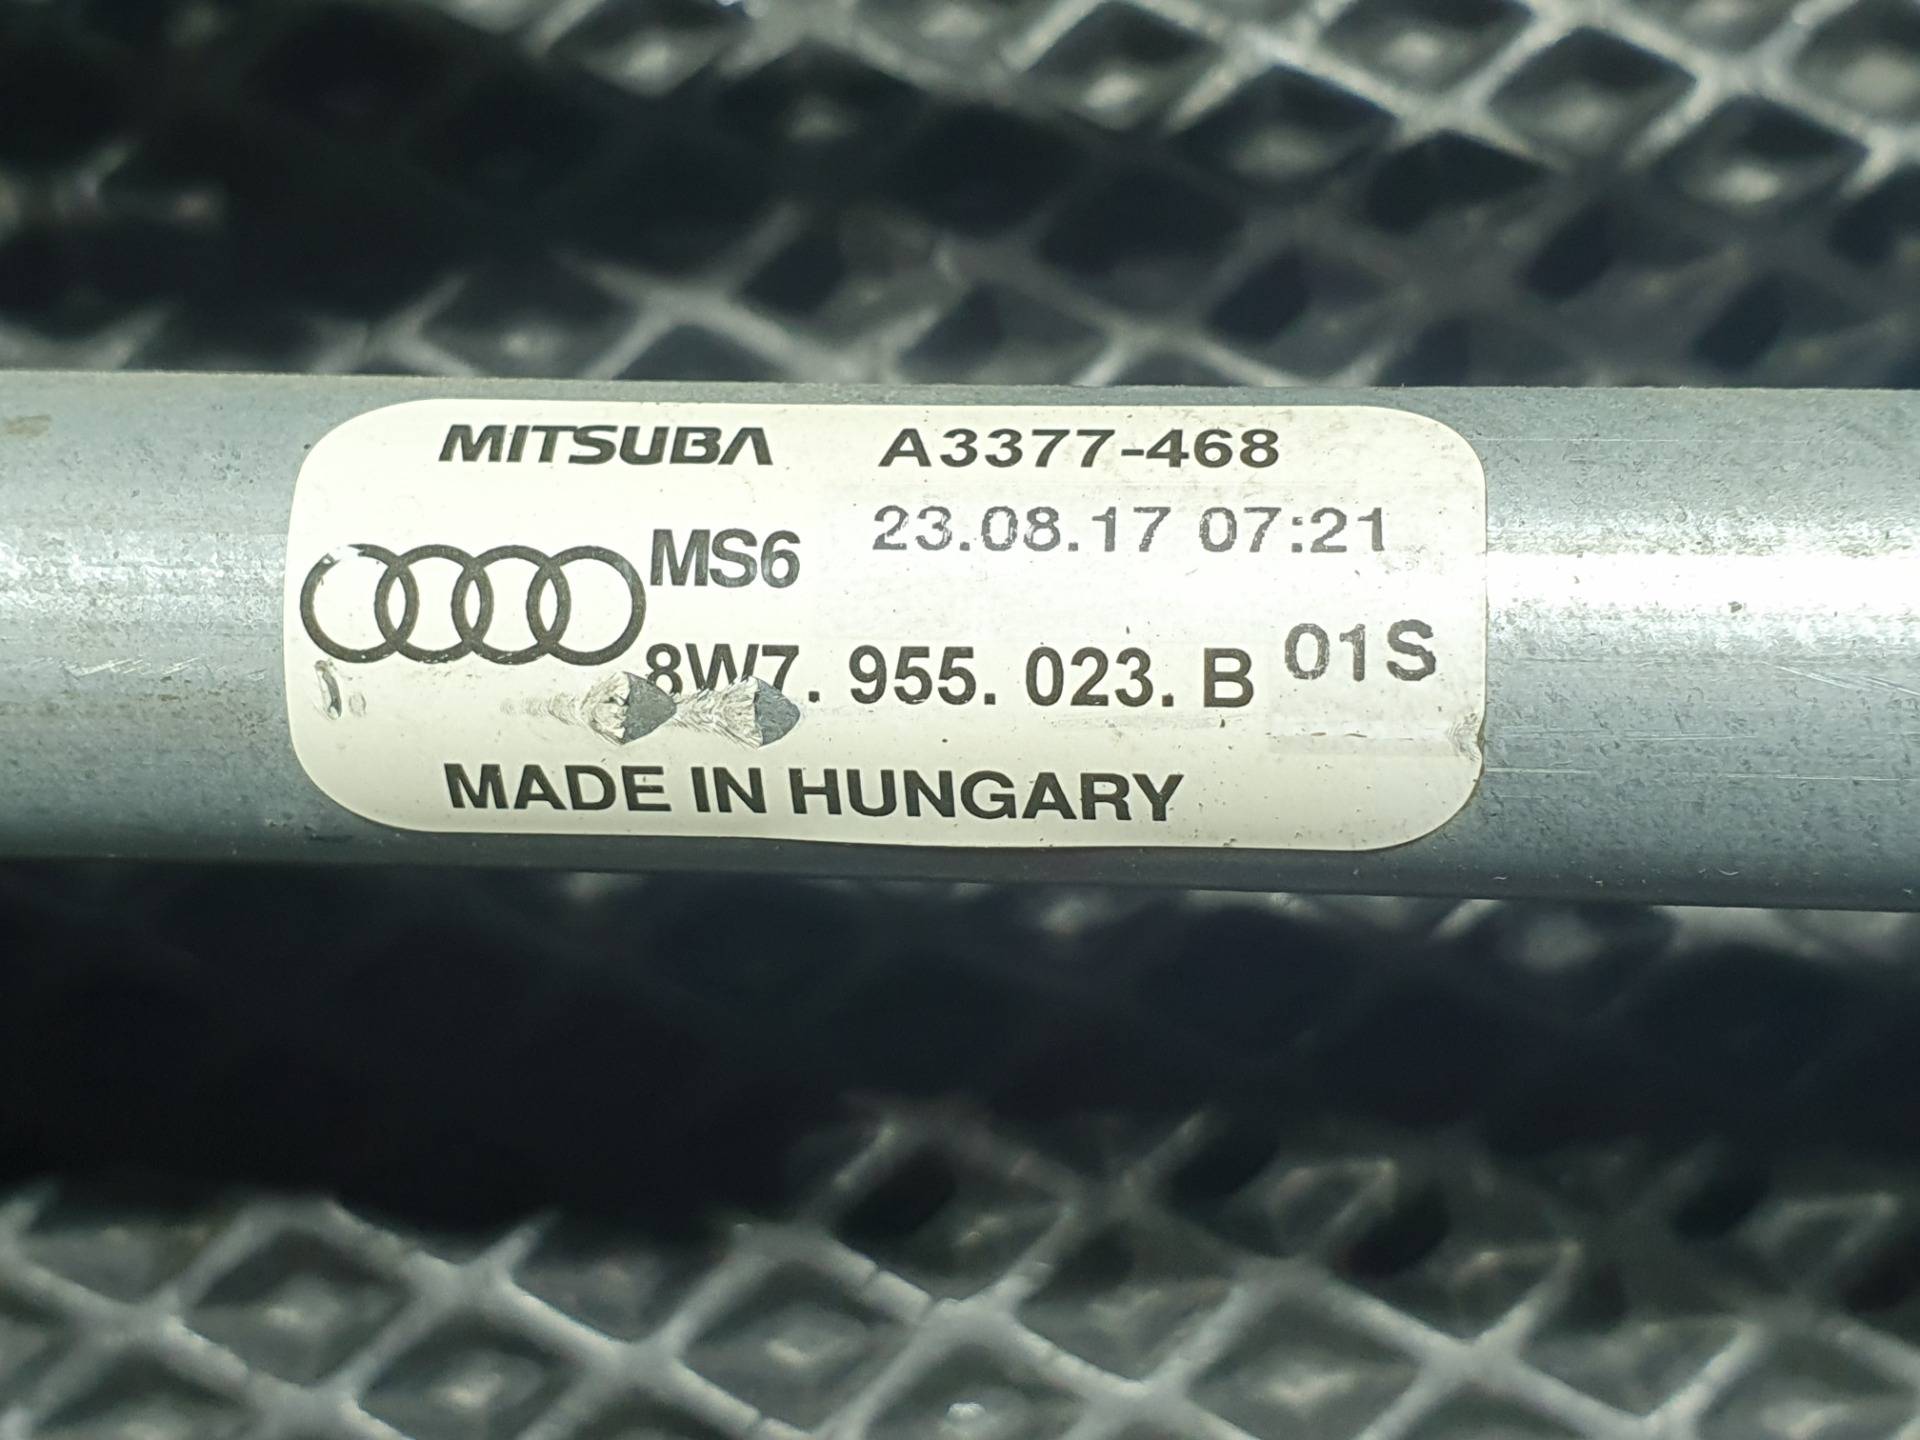 MITSUBA A3377-468
MS6 23.08.17 07:21
8W7. 955. 023. B 01S
MADE IN HUNGARY